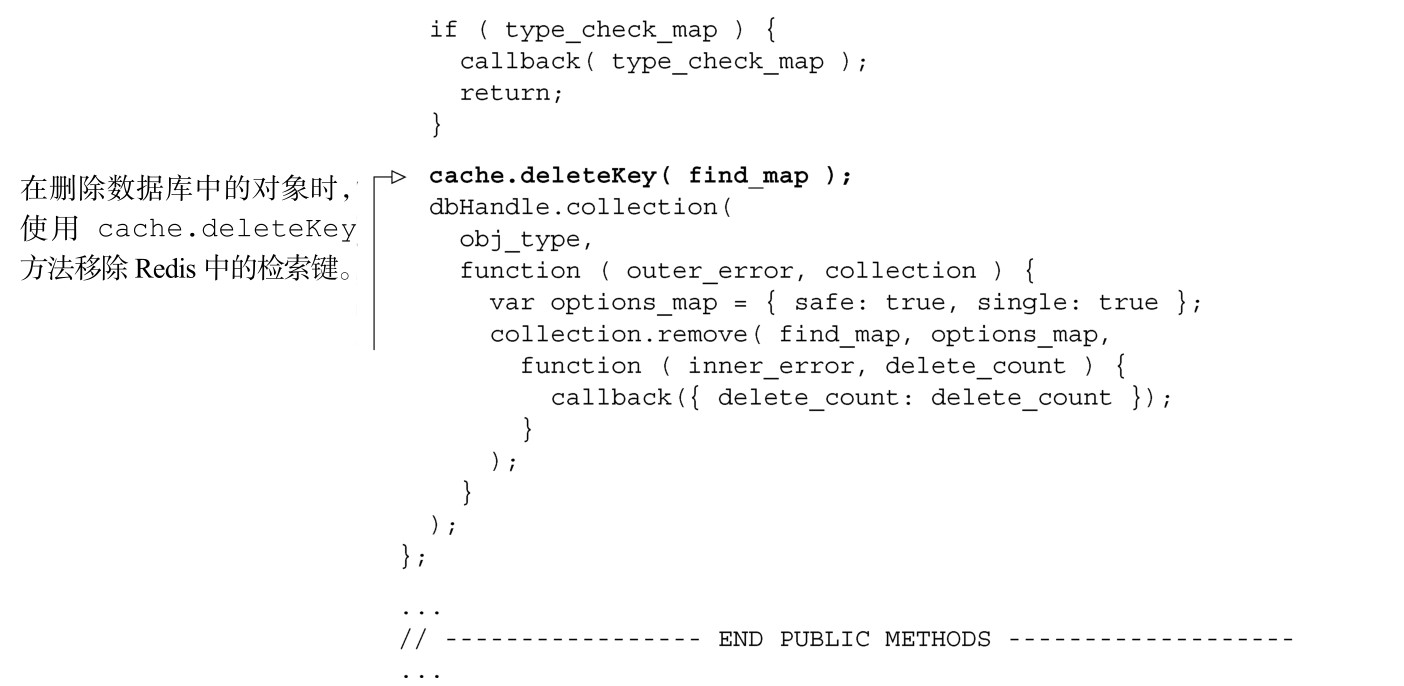 if ( type_check_map ) {
callback( type_check_map );
return;
}
在删除数据库中的对象时,
使用 cache.deleteKey
方法移除 Redis 中的检索键。
cache.deleteKey( find_map );
dbHandle.collection(
obj_type,
function ( outer_error, collection ) {
var options_map = { safe: true, single: true };
collection.remove( find_map, options_map,
function ( inner_error, delete_count ) {
callback({ delete_count: delete_count });
}
);
}
);
};
...
// ----------------- END PUBLIC METHODS -------------------
...